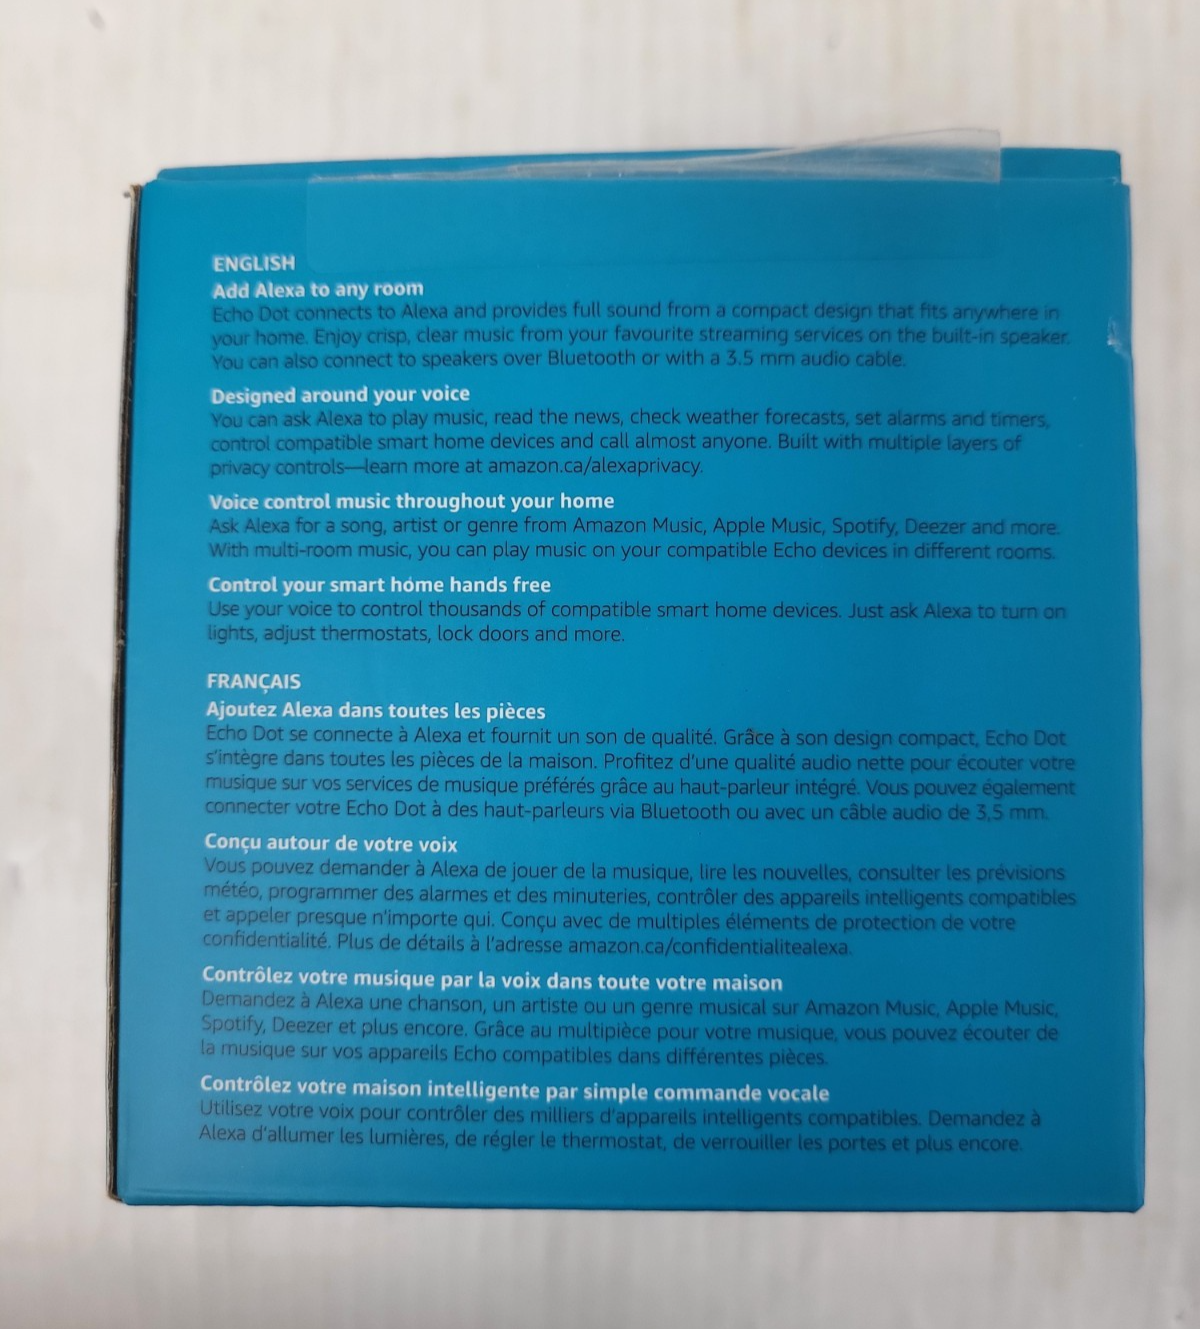 ENGLISH
Add Alexa to any room
Echo Dot connects to Alexa and provides full sound from a compact design that fits anywhere in
your home. Enjoy crisp, clear music from your favourite streaming services on the built-in speaker.
You can also connect to speakers over Bluetooth or with a 3.5 mm audio cable.
Designed around your voice
You can ask Alexa to play music, read the news, check weather forecasts, set alarms and timers,
control compatible smart home devices and call almost anyone. Built with multiple layers of
privacy controls—learn more at amazon.ca/alexaprivacy.
Voice control music throughout your home
Ask Alexa for a song, artist or genre from Amazon Music, Apple Music, Spotify, Deezer and more.
With multi-room music, you can play music on your compatible Echo devices in different rooms.
Control your smart home hands free
Use your voice to control thousands of compatible smart home devices. Just ask Alexa to turn on
lights, adjust thermostats, lock doors and more.
FRANÇAIS
Ajoutez Alexa dans toutes les pièces
Echo Dot se connecte à Alexa et fournit un son de qualité. Grâce à son design compact, Echo Dot
s'intègre dans toutes les pièces de la maison. Profitez d'une qualité audio nette pour écouter votre
musique sur vos services de musique préférés grâce au haut-parleur intégré. Vous pouvez également
connecter votre Echo Dot à des haut-parleurs via Bluetooth ou avec un câble audio de 3,5 mm.
Conçu autour de votre voix
Vous pouvez demander à Alexa de jouer de la musique, lire les nouvelles, consulter les prévisions
météo, programmer des alarmes et des minuteries, contrôler des appareils intelligents compatibles
et appeler presque n'importe qui. Conçu avec de multiples éléments de protection de votre
confidentialité. Plus de détails à l'adresse amazon.ca/confidentialitealexa.
Contrôlez votre musique par la voix dans toute votre maison
Demandez à Alexa une chanson, un artiste ou un genre musical sur Amazon Music, Apple Music,
Spotify, Deezer et plus encore. Grâce au multipièce pour votre musique, vous pouvez écouter de
la musique sur vos appareils Echo compatibles dans différentes pièces.
Contrôlez votre maison intelligente par simple commande vocale
Utilisez votre voix pour contrôler des milliers d'appareils intelligents compatibles. Demandez à
Alexa d'allumer les lumières, de régler le thermostat, de verrouiller les portes et plus encore.